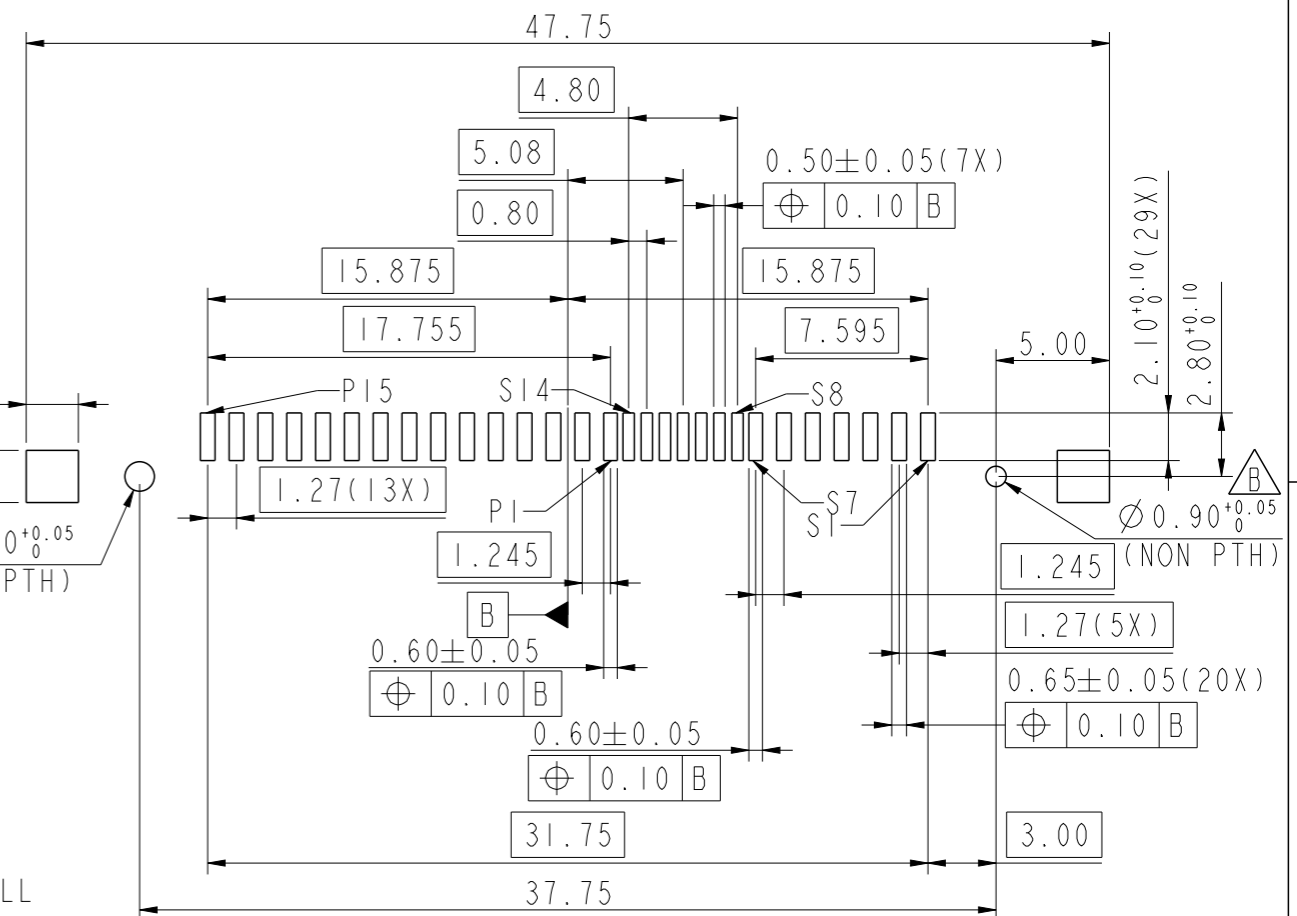 47.75
4.80
5.08
0.50±0.05(7X)
⌖ 0.10 B
0.80
15.875
15.875
17.755
7.595
5.00
2.10+0.10 0(29X)
2.80+0.10 0
P15
S14
S8
1.27(13X)
P1
S7
S1
B
0+0.05 0
PTH)
Ø0.90+0.05 0
(NON PTH)
1.245
1.245
B
1.27(5X)
0.60±0.05
⌖ 0.10 B
0.65±0.05(20X)
⌖ 0.10 B
0.60±0.05
⌖ 0.10 B
31.75
3.00
37.75
LL